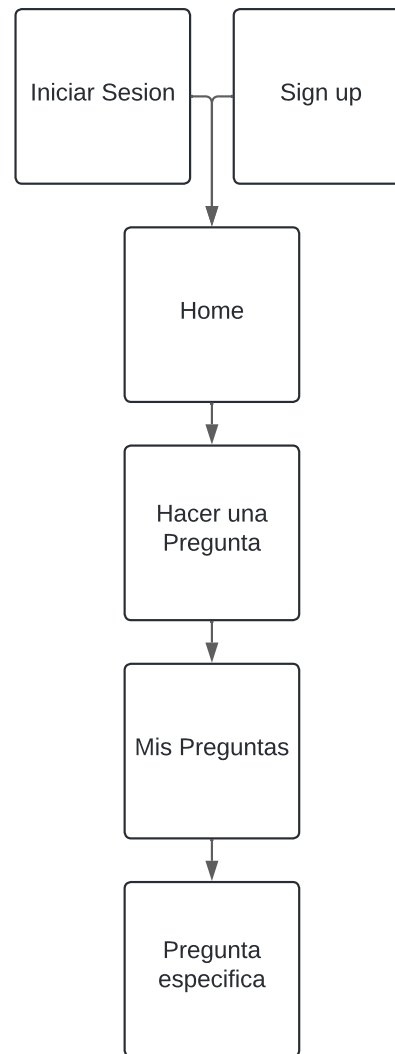 Iniciar Sesion
Sign up
Home
Hacer una
Pregunta
Mis Preguntas
Pregunta
especifica